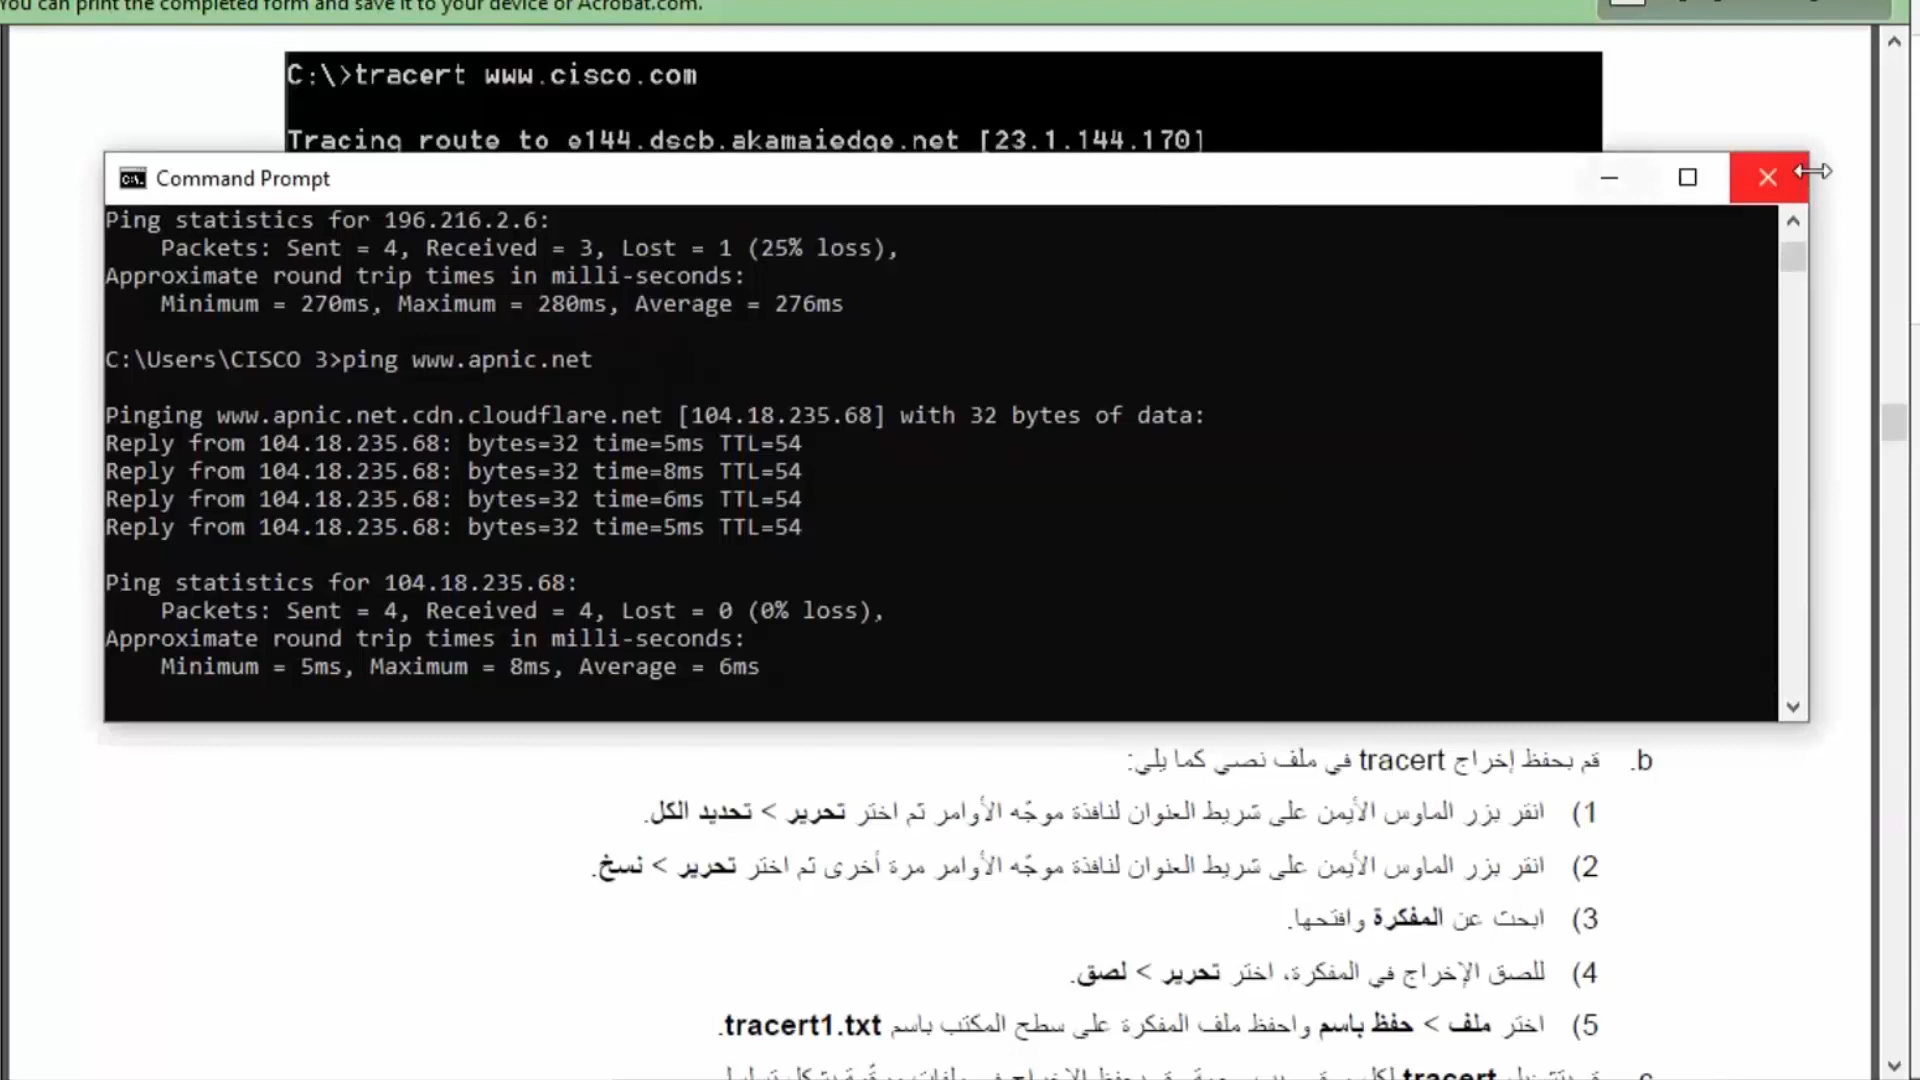 You can print the completed form and save it to your device or Acrobat.com.
C:\>tracert www.cisco.com
Tracing route to e144.dscb.akamaiedge.net [23.1.144.170]
Command Prompt
Ping statistics for 196.216.2.6:
Packets: Sent = 4, Received = 3, Lost = 1 (25% loss),
Approximate round trip times in milli-seconds:
Minimum = 270ms, Maximum = 280ms, Average = 276ms
C:\Users\CISCO 3>ping www.apnic.net
Pinging www.apnic.net.cdn.cloudflare.net [104.18.235.68] with 32 bytes of data:
Reply from 104.18.235.68: bytes=32 time=5ms TTL=54
Reply from 104.18.235.68: bytes=32 time=8ms TTL=54
Reply from 104.18.235.68: bytes=32 time=6ms TTL=54
Reply from 104.18.235.68: bytes=32 time=5ms TTL=54
Ping statistics for 104.18.235.68:
Packets: Sent = 4, Received = 4, Lost = 0 (0% loss),
Approximate round trip times in milli-seconds:
Minimum = 5ms, Maximum = 8ms, Average = 6ms
b. قم بحفظ إخراج tracert في ملف نصي كما يلي:
1) انقر بزر الماوس الأيمن على شريط العنوان لنافذة موجّه الأوامر ثم اختر تحرير > تحديد الكل.
2) انقر بزر الماوس الأيمن على شريط العنوان لنافذة موجّه الأوامر مرة أخرى ثم اختر تحرير > نسخ.
3) ابحث عن المفكرة وافتحها.
4) للصق الإخراج في المفكرة، اختر تحرير > لصق.
5) اختر ملف > حفظ باسم واحفظ ملف المفكرة على سطح المكتب باسم tracert1.txt.
tracert